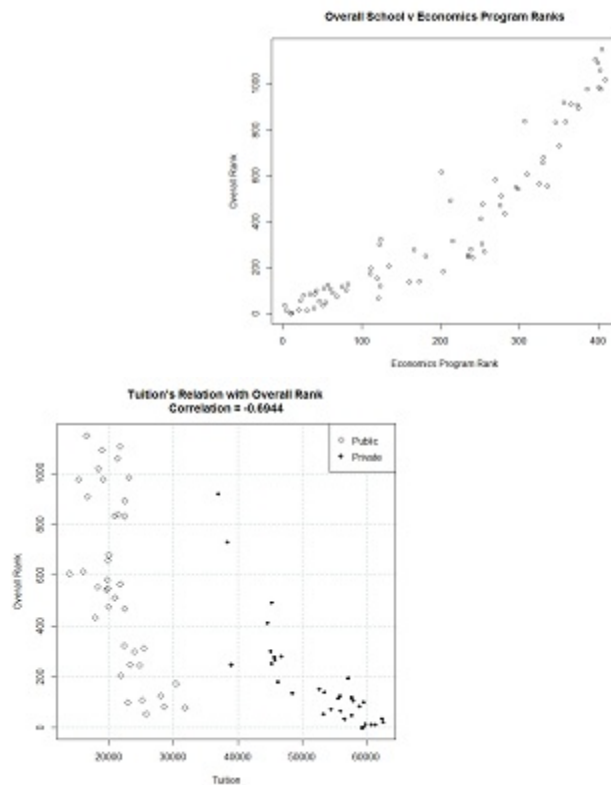 Overall School v Economics Program Ranks
1000
800
600
400
200
0
Overall Rank
0 100 200 300 400
Economics Program Rank
Tuition's Relation with Overall Rank
Correlation = -0.6944
Public
Private
1000
800
600
400
200
0
Overall Rank
20000 30000 40000 50000 60000
Tuition